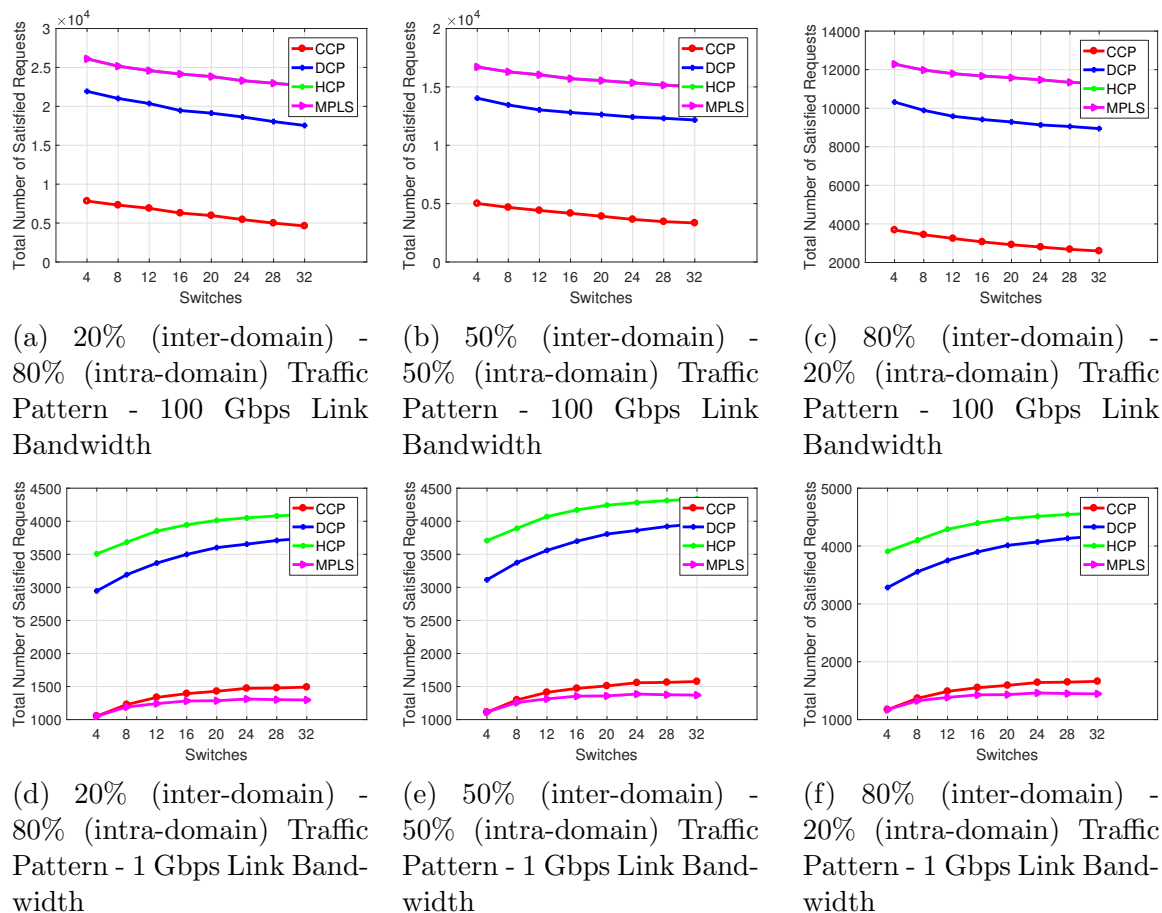 ×10⁴
3
2.5
2
1.5
1
0.5
0
Total Number of Satisfied Requests
4 8 12 16 20 24 28 32
Switches
CCP
DCP
HCP
MPLS
(a) 20% (inter-domain) -
80% (intra-domain) Traffic
Pattern - 100 Gbps Link
Bandwidth
×10⁴
2
1.5
1
0.5
0
Total Number of Satisfied Requests
4 8 12 16 20 24 28 32
Switches
CCP
DCP
HCP
MPLS
(b) 50% (inter-domain) -
50% (intra-domain) Traffic
Pattern - 100 Gbps Link
Bandwidth
14000
12000
10000
8000
6000
4000
2000
Total Number of Satisfied Requests
4 8 12 16 20 24 28 32
Switches
CCP
DCP
HCP
MPLS
(c) 80% (inter-domain) -
20% (intra-domain) Traffic
Pattern - 100 Gbps Link
Bandwidth
4500
4000
3500
3000
2500
2000
1500
1000
Total Number of Satisfied Requests
4 8 12 16 20 24 28 32
Switches
CCP
DCP
HCP
MPLS
(d) 20% (inter-domain) -
80% (intra-domain) Traffic
Pattern - 1 Gbps Link Band-
width
4500
4000
3500
3000
2500
2000
1500
1000
Total Number of Satisfied Requests
4 8 12 16 20 24 28 32
Switches
CCP
DCP
HCP
MPLS
(e) 50% (inter-domain) -
50% (intra-domain) Traffic
Pattern - 1 Gbps Link Band-
width
5000
4000
3000
2000
1000
Total Number of Satisfied Requests
4 8 12 16 20 24 28 32
Switches
CCP
DCP
HCP
MPLS
(f) 80% (inter-domain) -
20% (intra-domain) Traffic
Pattern - 1 Gbps Link Band-
width